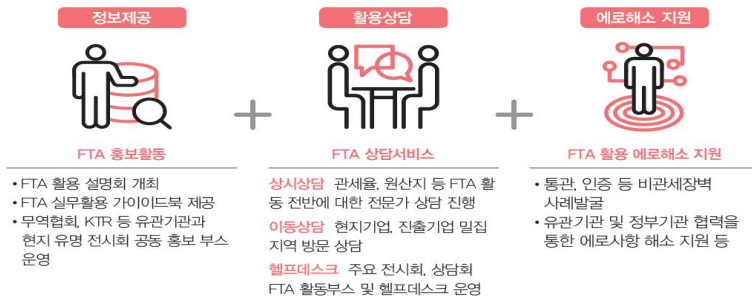 정보제공
FTA 홍보활동
• FTA 활용 설명회 개최
• FTA 실무활용 가이이드북 제공
• 무역협회, KTR 등 유관기관과
현지 유명 전시회 공동 홍보 부스
운영
활용상담
FTA 상담서비스
상시상담 관세율, 원산지 등 FTA 활
동 전반에 대한 전문가 상담 진행
이동상담 현지기업, 진출기업 밀집
지역 방문 상담
헬프데스크 주요 전시회, 상담회
FTA 활동부스 및 헬프데스크 운영
에로해소 지원
FTA 활용 에로해소 지원
• 통관, 인증 등 비관세장벽
사례발굴
• 유관기관 및 정부기관 협력을
통한 에로사항 해소 지원 등